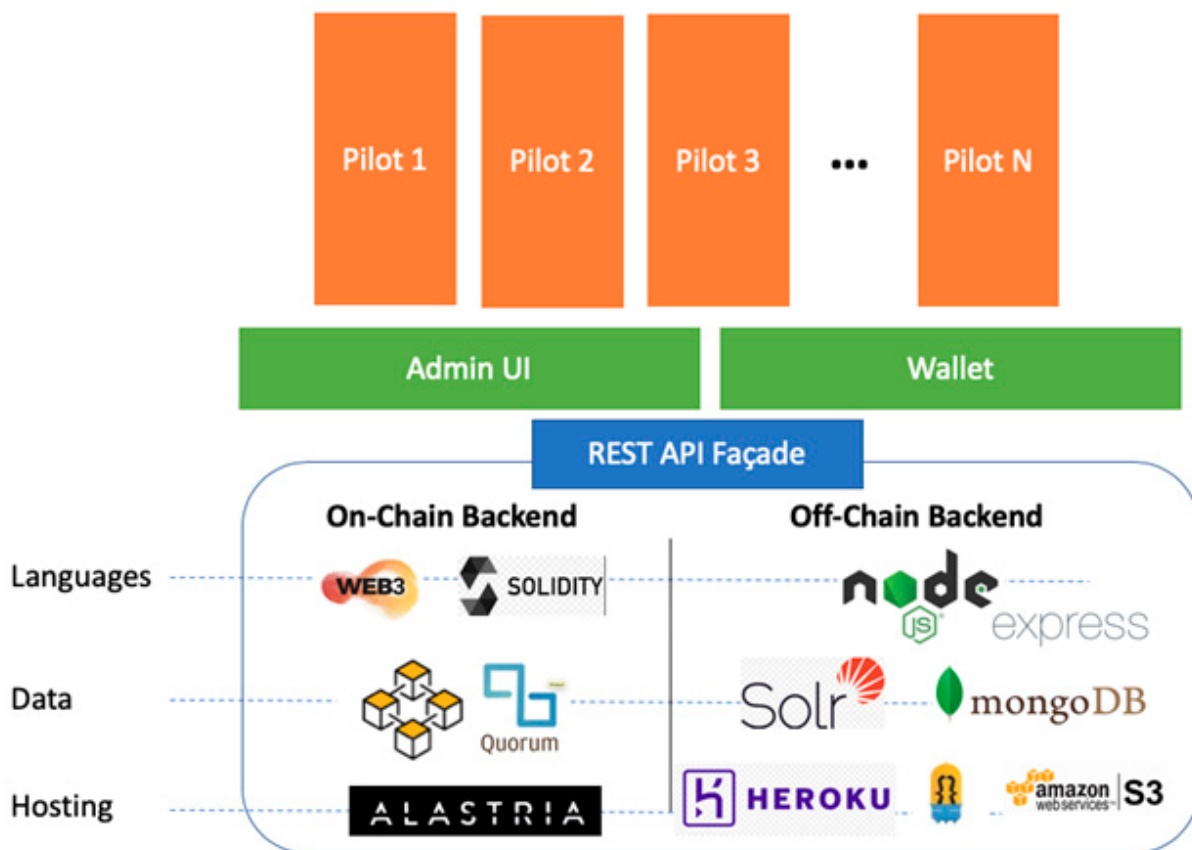 Pilot 1
Pilot 2
Pilot 3
...
Pilot N
Admin UI
Wallet
REST API Façade
On-Chain Backend
Off-Chain Backend
Languages
WEB3
SOLIDITY
node
JS
express
Data
Quorum
Solr
mongoDB
Hosting
ALASTRIA
HEROKU
amazon
web services
S3